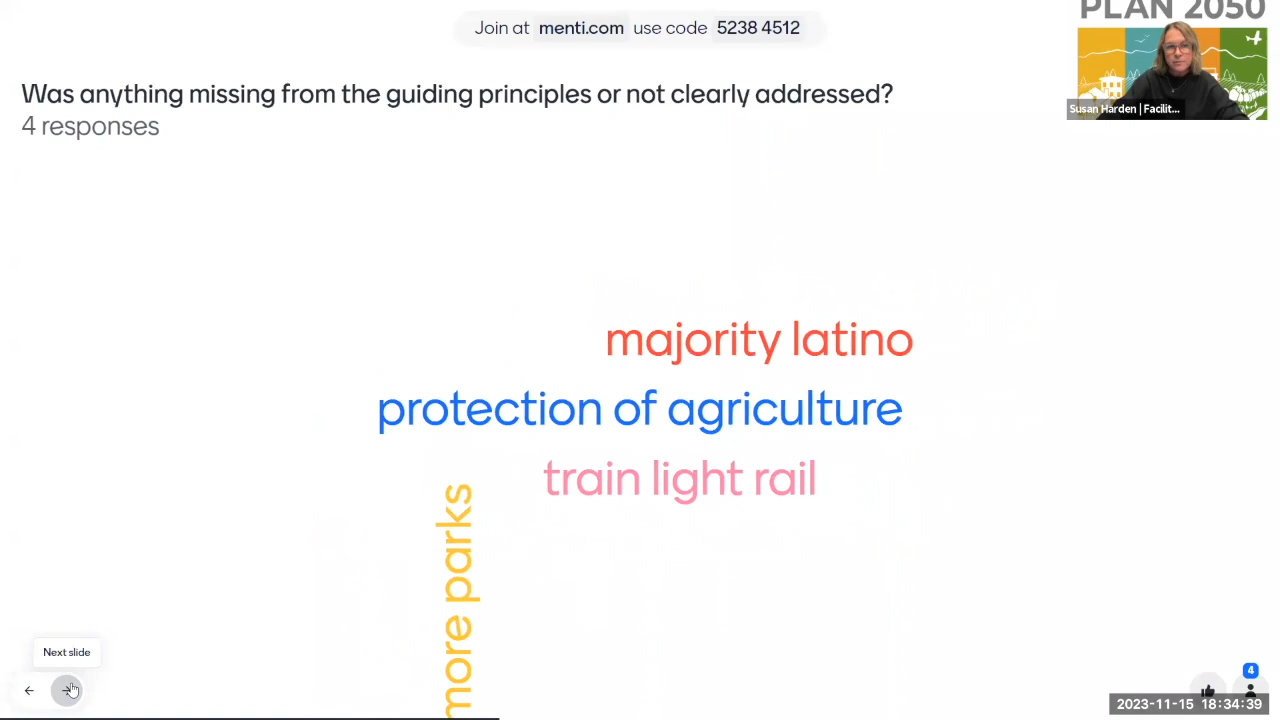 Join at menti.com use code 5238 4512
PLAN 2050
Was anything missing from the guiding principles or not clearly addressed?
4 responses
Susan Harden | Facilit...
majority latino
protection of agriculture
train light rail
more parks
Next slide
4
2023-11-15 18:34:39